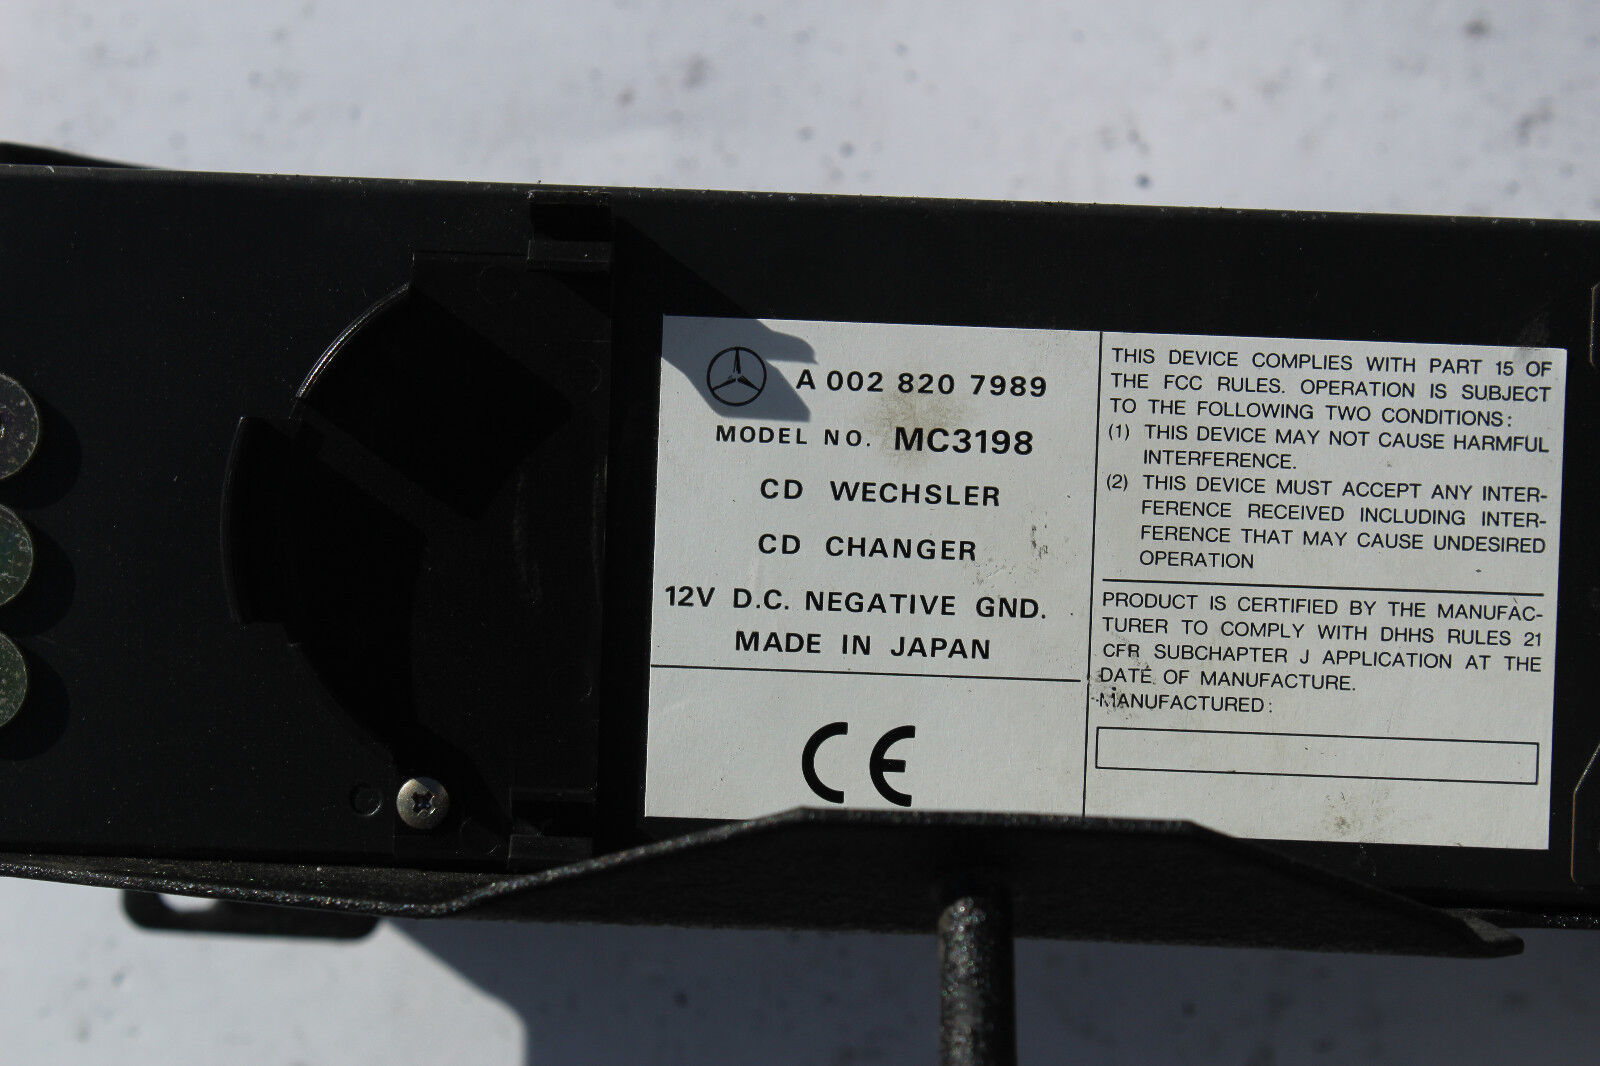 A 002 820 7989
MODEL NO. MC3198
CD WECHSLER
CD CHANGER
12V D.C. NEGATIVE GND.
MADE IN JAPAN
CE
THIS DEVICE COMPLIES WITH PART 15 OF
THE FCC RULES. OPERATION IS SUBJECT
TO THE FOLLOWING TWO CONDITIONS:
(1) THIS DEVICE MAY NOT CAUSE HARMFUL
INTERFERENCE.
(2) THIS DEVICE MUST ACCEPT ANY INTER-
FERENCE RECEIVED INCLUDING INTER-
FERENCE THAT MAY CAUSE UNDESIRED
OPERATION
PRODUCT IS CERTIFIED BY THE MANUFAC-
TURER TO COMPLY WITH DHHS RULES 21
CFR SUBCHAPTER J APPLICATION AT THE
DATE OF MANUFACTURE.
MANUFACTURED: